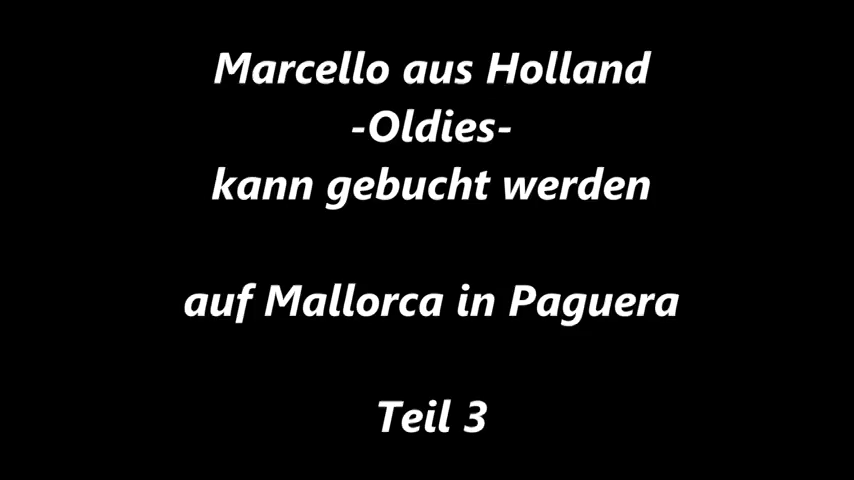 Marcello aus Holland
-Oldies-
kann gebucht werden
auf Mallorca in Paguera
Teil 3